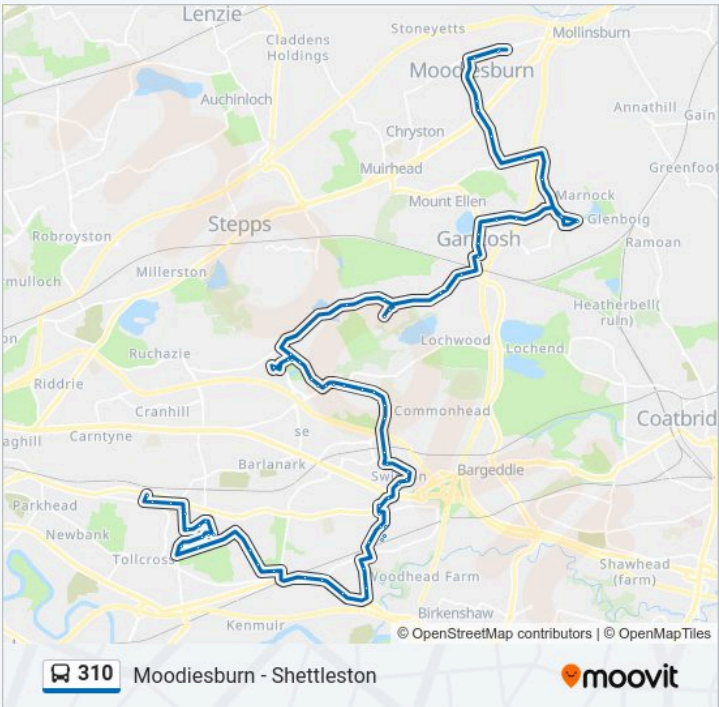 Lenzie
Stoneyetts
Mollinsburn
Claddens
Holdings
Moodiesburn
Auchinloch
Annathill
Gain
Chryston
Muirhead
Greenfoot
Marnock
Mount Ellen
Glenboig
Stepps
Robroyston
Gartcosh
Ramoan
Millerston
mulloch
Heatherbell(
ruin)
on
Lochwood
Ruchazie
Lochend
Riddrie
Cranhill
Commonhead
Coatbrid
se
aghill
Carntyne
Barlanark
Bargeddie
Parkhead
Newbank
Tollcross
Shawhead
(farm)
Woodhead Farm
Birkenshaw
Kenmuir
© OpenStreetMap contributors | © OpenMapTiles
310 Moodiesburn - Shettleston
moovit